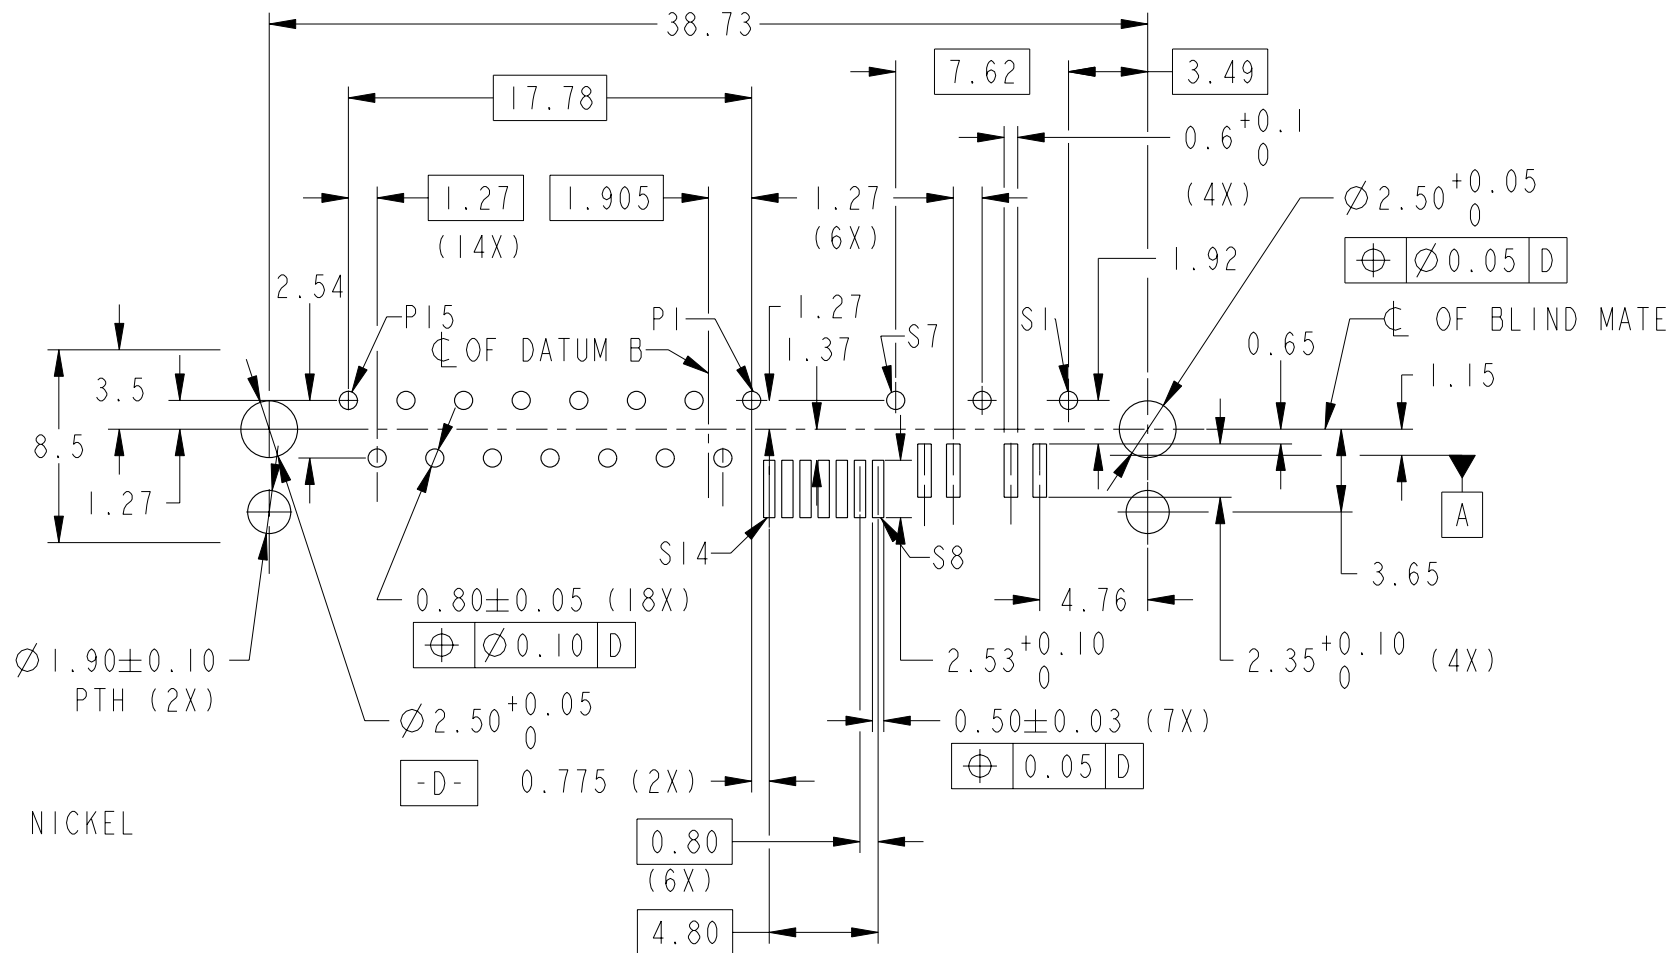 38.73
7.62
3.49
17.78
0.6 +0.1 0
(4X)
1.27
(14X)
1.905
1.27
(6X)
Ø2.50 +0.05 0
⌖ Ø0.05 D
1.92
2.54
P15
P1
1.27
S7
S1
℄ OF BLIND MATE
℄ OF DATUM B
1.37
0.65
3.5
1.15
8.5
1.27
A
S14
S8
3.65
0.80±0.05 (18X)
4.76
⌖ Ø0.10 D
Ø1.90±0.10
PTH (2X)
2.53 +0.10 0
2.35 +0.10 0 (4X)
Ø2.50 +0.05 0
0.50±0.03 (7X)
⌖ 0.05 D
-D-
0.775 (2X)
NICKEL
0.80
(6X)
4.80